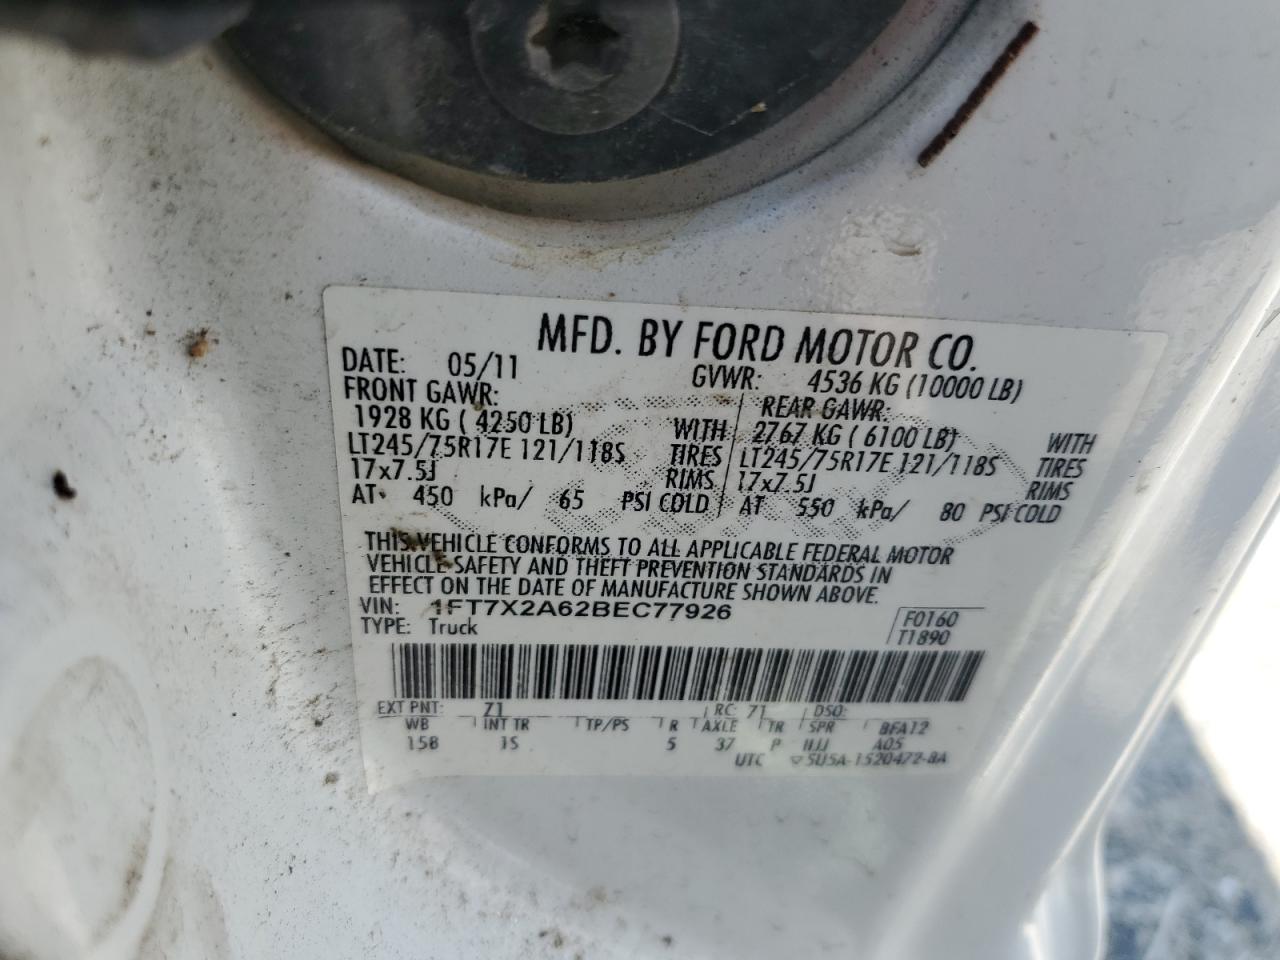 MFD. BY FORD MOTOR CO.
DATE: 05/11 GVWR: 4536 KG (10000 LB)
FRONT GAWR: REAR GAWR:
1928 KG ( 4250 LB) WITH 2767 KG ( 6100 LB) WITH
LT245/75R17E 121/118S TIRES LT245/75R17E 121/118S TIRES
17x7.5J RIMS 17x7.5J RIMS
AT 450 kPa/ 65 PSI COLD AT 550 kPa/ 80 PSI COLD
THIS VEHICLE CONFORMS TO ALL APPLICABLE FEDERAL MOTOR
VEHICLE SAFETY AND THEFT PREVENTION STANDARDS IN
EFFECT ON THE DATE OF MANUFACTURE SHOWN ABOVE.
VIN: 1FT7X2A62BEC77926 F0160
TYPE: Truck T1890
EXT PNT: Z1 RC: 71 DSO:
WB INT TR TP/PS R AXLE TR SPR BFA12
158 1S 5 37 P JJJJ A05
UTC 5U5A-1520472-BA